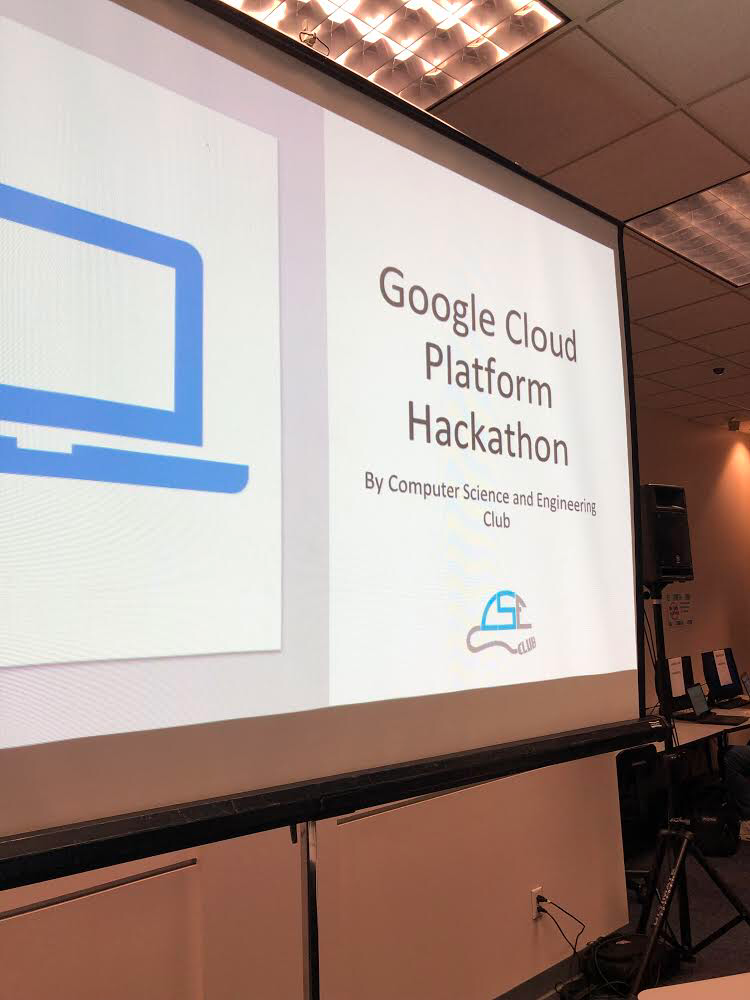 Google Cloud
Platform
Hackathon
By Computer Science and Engineering
Club
CSE
CLUB